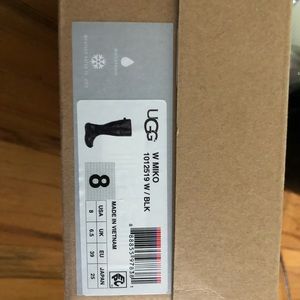 UGG
W MIKO
1012519 W / BLK
8
MADE IN VIETNAM
USA UK EU JAPAN
8 6.5 39 25